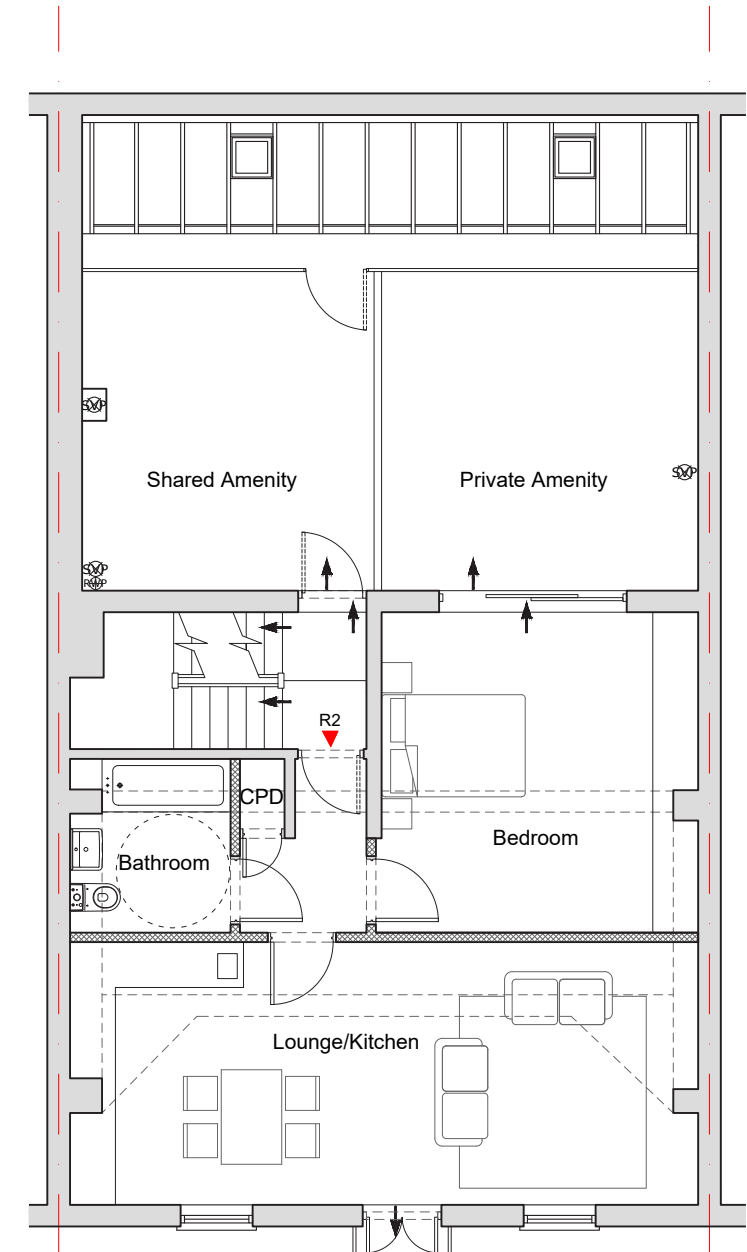 SVP
Shared Amenity
Private Amenity
SVP
SVP
RWP
R2
CPD
Bedroom
Bathroom
Lounge/Kitchen